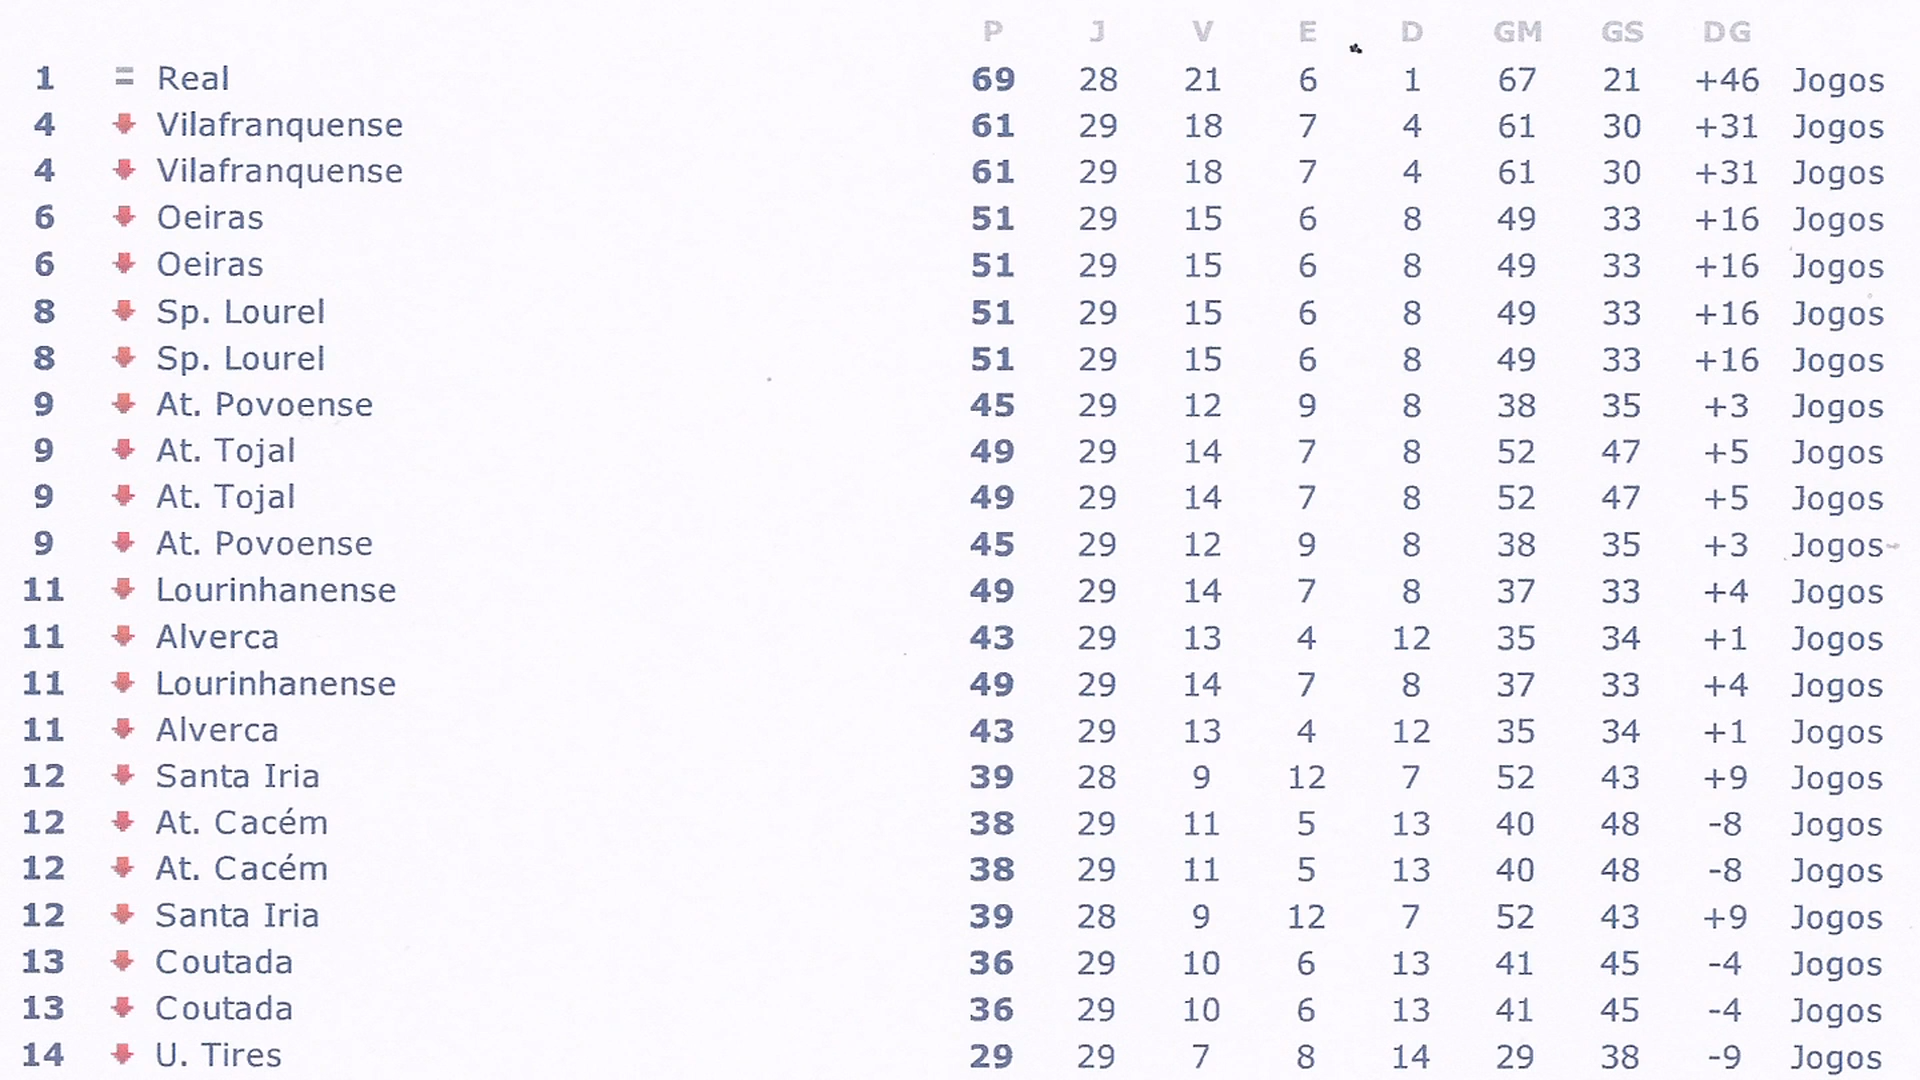 P J V E D GM GS DG
1 = Real 69 28 21 6 1 67 21 +46 Jogos
4 Vilafranquense 61 29 18 7 4 61 30 +31 Jogos
4 Vilafranquense 61 29 18 7 4 61 30 +31 Jogos
6 Oeiras 51 29 15 6 8 49 33 +16 Jogos
6 Oeiras 51 29 15 6 8 49 33 +16 Jogos
8 Sp. Lourel 51 29 15 6 8 49 33 +16 Jogos
8 Sp. Lourel 51 29 15 6 8 49 33 +16 Jogos
9 At. Povoense 45 29 12 9 8 38 35 +3 Jogos
9 At. Tojal 49 29 14 7 8 52 47 +5 Jogos
9 At. Tojal 49 29 14 7 8 52 47 +5 Jogos
9 At. Povoense 45 29 12 9 8 38 35 +3 Jogos
11 Lourinhanense 49 29 14 7 8 37 33 +4 Jogos
11 Alverca 43 29 13 4 12 35 34 +1 Jogos
11 Lourinhanense 49 29 14 7 8 37 33 +4 Jogos
11 Alverca 43 29 13 4 12 35 34 +1 Jogos
12 Santa Iria 39 28 9 12 7 52 43 +9 Jogos
12 At. Cacém 38 29 11 5 13 40 48 -8 Jogos
12 At. Cacém 38 29 11 5 13 40 48 -8 Jogos
12 Santa Iria 39 28 9 12 7 52 43 +9 Jogos
13 Coutada 36 29 10 6 13 41 45 -4 Jogos
13 Coutada 36 29 10 6 13 41 45 -4 Jogos
14 U. Tires 29 29 7 8 14 29 38 -9 Jogos